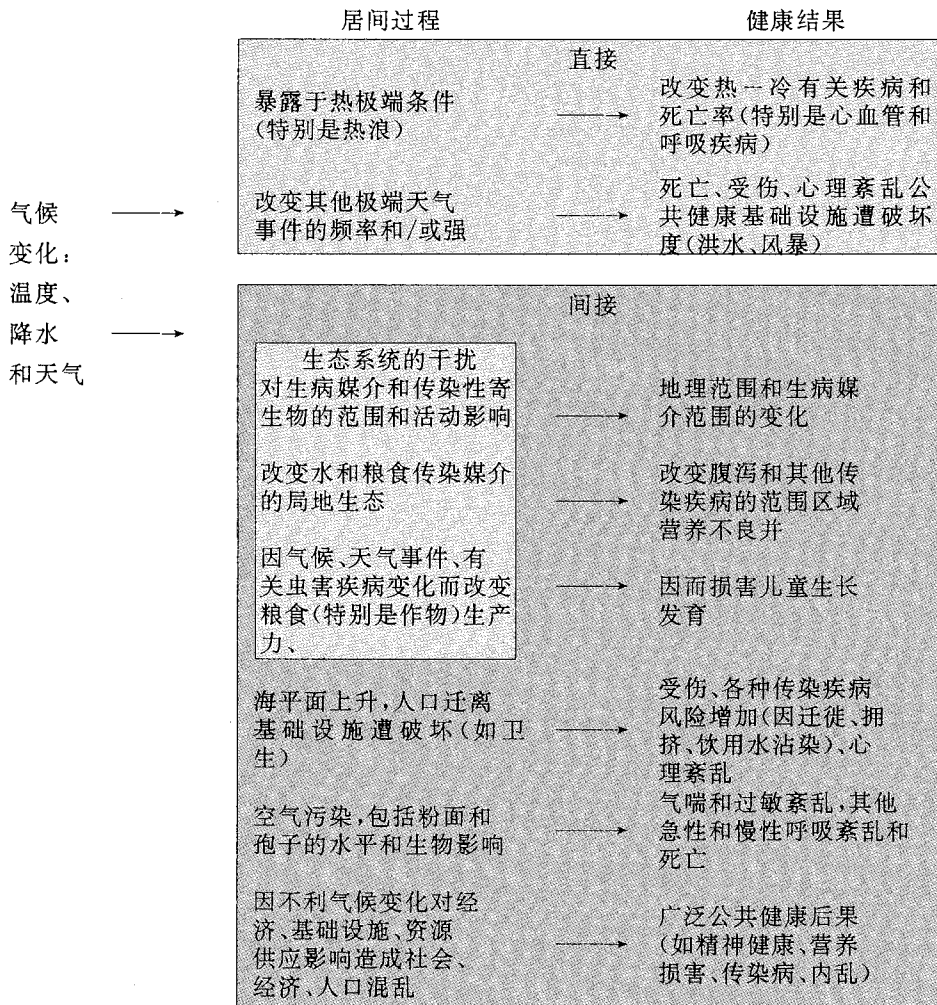 居间过程
健康结果
直接
暴露于热极端条件
(特别是热浪)
改变热一冷有关疾病和
死亡率(特别是心血管和
呼吸疾病)
改变其他极端天气
事件的频率和/或强
死亡、受伤、心理紊乱公
共健康基础设施遭破坏
度(洪水、风暴)
气候
变化:
温度、
降水
和天气
间接
生态系统的干扰
对生病媒介和传染性寄
生物的范围和活动影响
地理范围和生病媒
介范围的变化
改变水和粮食传染媒介
的局地生态
改变腹泻和其他传
染疾病的范围区域
营养不良并
因气候、天气事件、有
关虫害疾病变化而改变
粮食(特别是作物)生产
力、
因而损害儿童生长
发育
海平面上升,人口迁离
基础设施遭破坏(如卫
生)
受伤、各种传染疾病
风险增加(因迁徙、拥
挤、饮用水沾染)、心
理紊乱
空气污染,包括粉面和
孢子的水平和生物影响
气喘和过敏紊乱,其他
急性和慢性呼吸紊乱和
死亡
因不利气候变化对经
济、基础设施、资源
供应影响造成社会、
经济、人口混乱
广泛公共健康后果
(如精神健康、营养
损害、传染病、内乱)